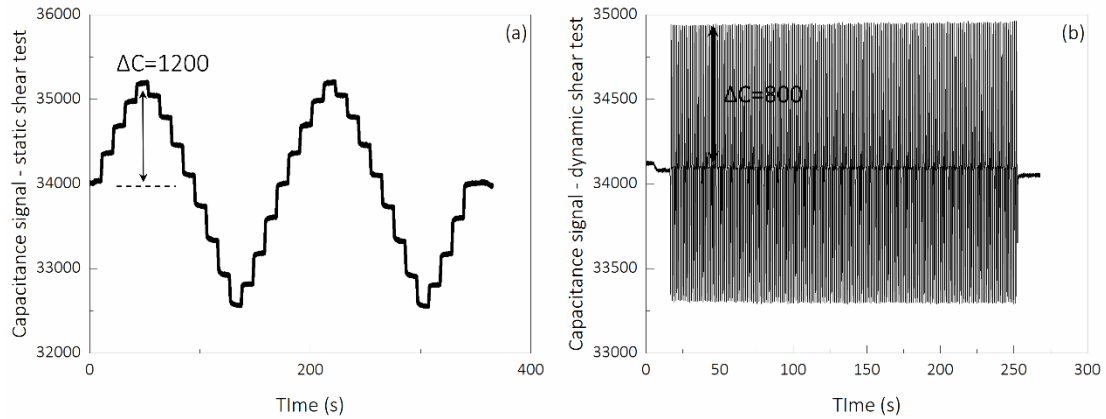 Capacitance signal - static shear test
36000
35000
34000
33000
32000
(a)
ΔC=1200
0
200
400
TIme (s)
Capacitance signal - dynamic shear test
35000
34500
34000
33500
33000
(b)
ΔC=800
0
50
100
150
200
250
300
TIme (s)